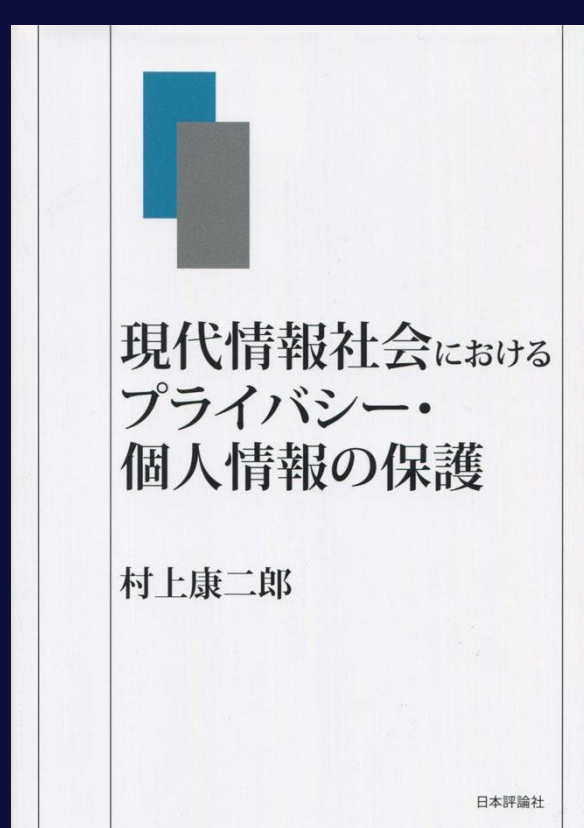 現代情報社会における
プライバシー・
個人情報の保護
村上康二郎
日本評論社